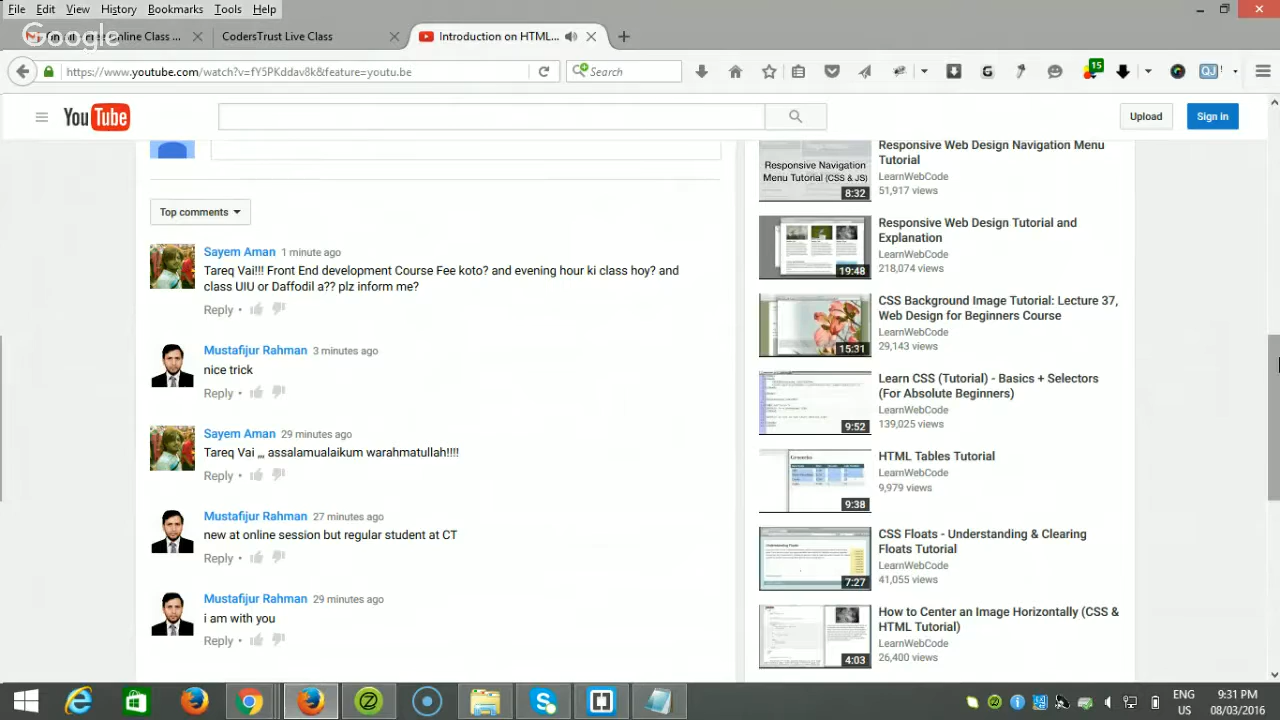 File Edit View History Bookmarks Tools Help
Google
Online Class ...
CodersTrust Live Class
Introduction on HTML...
https://www.youtube.com/watch?v=fY5PKddav8k&feature=youtu.be
Search
15
YouTube
Upload
Sign in
Top comments
Sayem Aman 1 minute ago
Tareq Vai!!! Front End development Course Fee koto? and evening hour ki class hoy? and
class UIU or Daffodil a?? plz inform me?
Reply
Mustafijur Rahman 3 minutes ago
nice trick
Reply
Sayem Aman 29 minutes ago
Tareq Vai ,,, assalamualaikum warahmatullah!!!!
Reply
Mustafijur Rahman 27 minutes ago
new at online session but regular student at CT
Reply
Mustafijur Rahman 29 minutes ago
i am with you
Reply
Responsive Navigation
Menu Tutorial (CSS & JS)
8:32
Responsive Web Design Navigation Menu
Tutorial
LearnWebCode
51,917 views
19:48
Responsive Web Design Tutorial and
Explanation
LearnWebCode
218,074 views
15:31
CSS Background Image Tutorial: Lecture 37,
Web Design for Beginners Course
LearnWebCode
29,143 views
9:52
Learn CSS (Tutorial) - Basics + Selectors
(For Absolute Beginners)
LearnWebCode
139,025 views
9:38
HTML Tables Tutorial
LearnWebCode
9,979 views
7:27
CSS Floats - Understanding & Clearing
Floats Tutorial
LearnWebCode
41,055 views
4:03
How to Center an Image Horizontally (CSS &
HTML Tutorial)
LearnWebCode
26,400 views
ENG
US
9:31 PM
08/03/2016